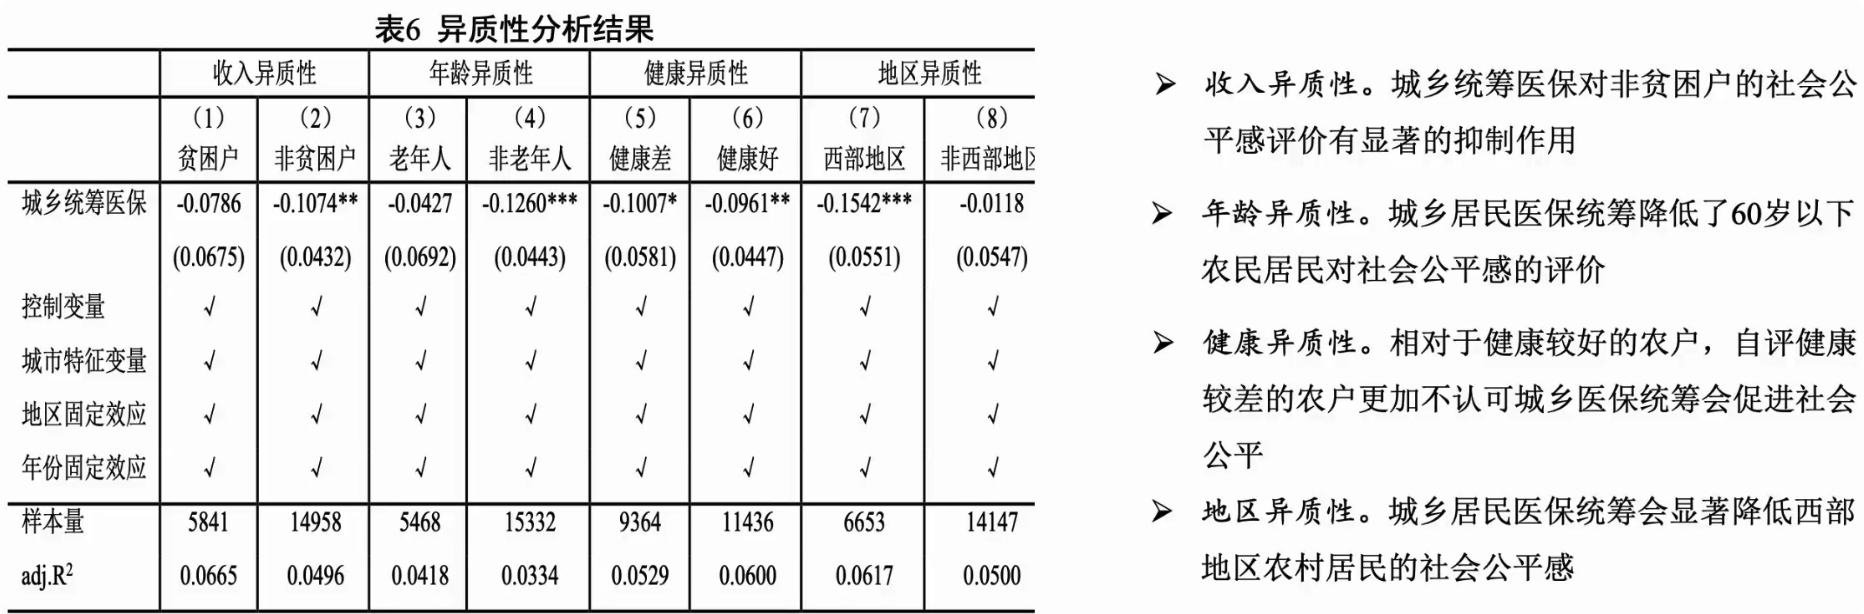 表6 异质性分析结果
收入异质性 年龄异质性 健康异质性 地区异质性
（1） （2） （3） （4） （5） （6） （7） （8）
贫困户 非贫困户 老年人 非老年人 健康差 健康好 西部地区 非西部地区
城乡统筹医保 -0.0786 -0.1074** -0.0427 -0.1260*** -0.1007* -0.0961** -0.1542*** -0.0118
(0.0675) (0.0432) (0.0692) (0.0443) (0.0581) (0.0447) (0.0551) (0.0547)
控制变量 √ √ √ √ √ √ √ √
城市特征变量 √ √ √ √ √ √ √ √
地区固定效应 √ √ √ √ √ √ √ √
年份固定效应 √ √ √ √ √ √ √ √
样本量 5841 14958 5468 15332 9364 11436 6653 14147
adj.R² 0.0665 0.0496 0.0418 0.0334 0.0529 0.0600 0.0617 0.0500
➢ 收入异质性。城乡统筹医保对非贫困户的社会公
平感评价有显著的抑制作用
➢ 年龄异质性。城乡居民医保统筹降低了60岁以下
农民居民对社会公平感的评价
➢ 健康异质性。相对于健康较好的农户，自评健康
较差的农户更加不认可城乡医保统筹会促进社会
公平
➢ 地区异质性。城乡居民医保统筹会显著降低西部
地区农村居民的社会公平感